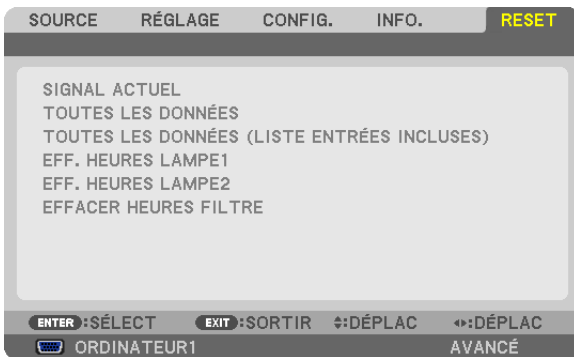 SOURCE RÉGLAGE CONFIG. INFO. RESET
SIGNAL ACTUEL
TOUTES LES DONNÉES
TOUTES LES DONNÉES (LISTE ENTRÉES INCLUSES)
EFF. HEURES LAMPE1
EFF. HEURES LAMPE2
EFFACER HEURES FILTRE
ENTER :SÉLECT EXIT :SORTIR :DÉPLAC :DÉPLAC
ORDINATEUR1 AVANCÉ